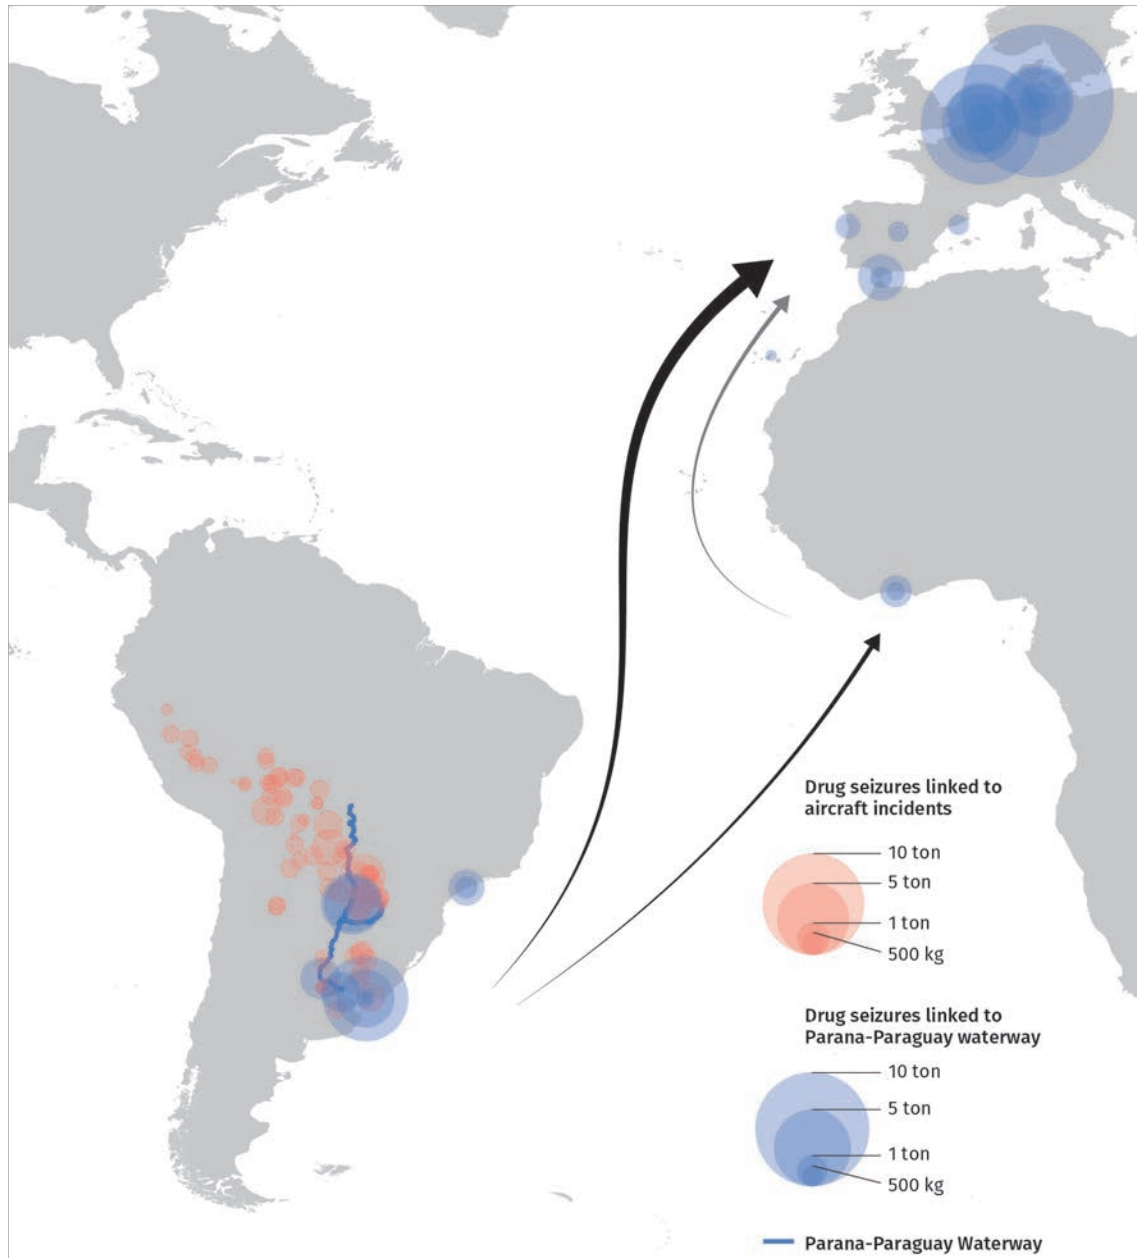 Drug seizures linked to
aircraft incidents
10 ton
5 ton
1 ton
500 kg
Drug seizures linked to
Parana-Paraguay waterway
10 ton
5 ton
1 ton
500 kg
Parana-Paraguay Waterway